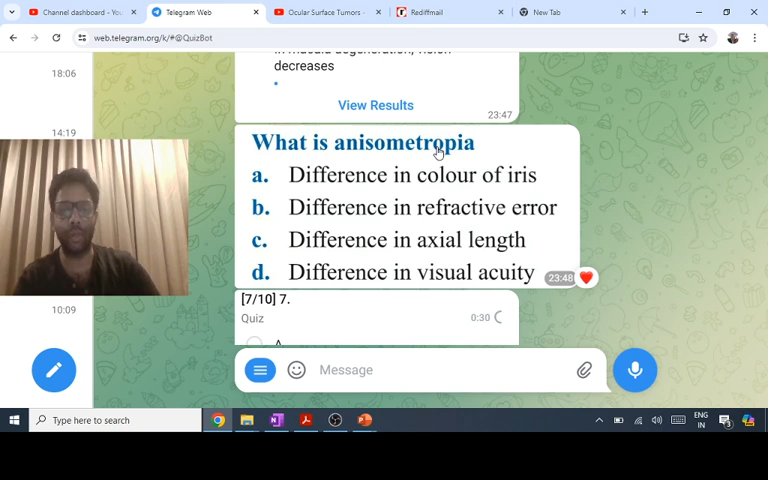 Channel dashboard - You
Telegram Web
Ocular Surface Tumors -
Rediffmail
New Tab
web.telegram.org/k/#@QuizBot
18:06
14:19
10:09
decreases
View Results
23:47
What is anisometropia
a. Difference in colour of iris
b. Difference in refractive error
c. Difference in axial length
d. Difference in visual acuity
23:48
[7/10] 7.
Quiz
0:30
Message
Type here to search
ENG
IN
3